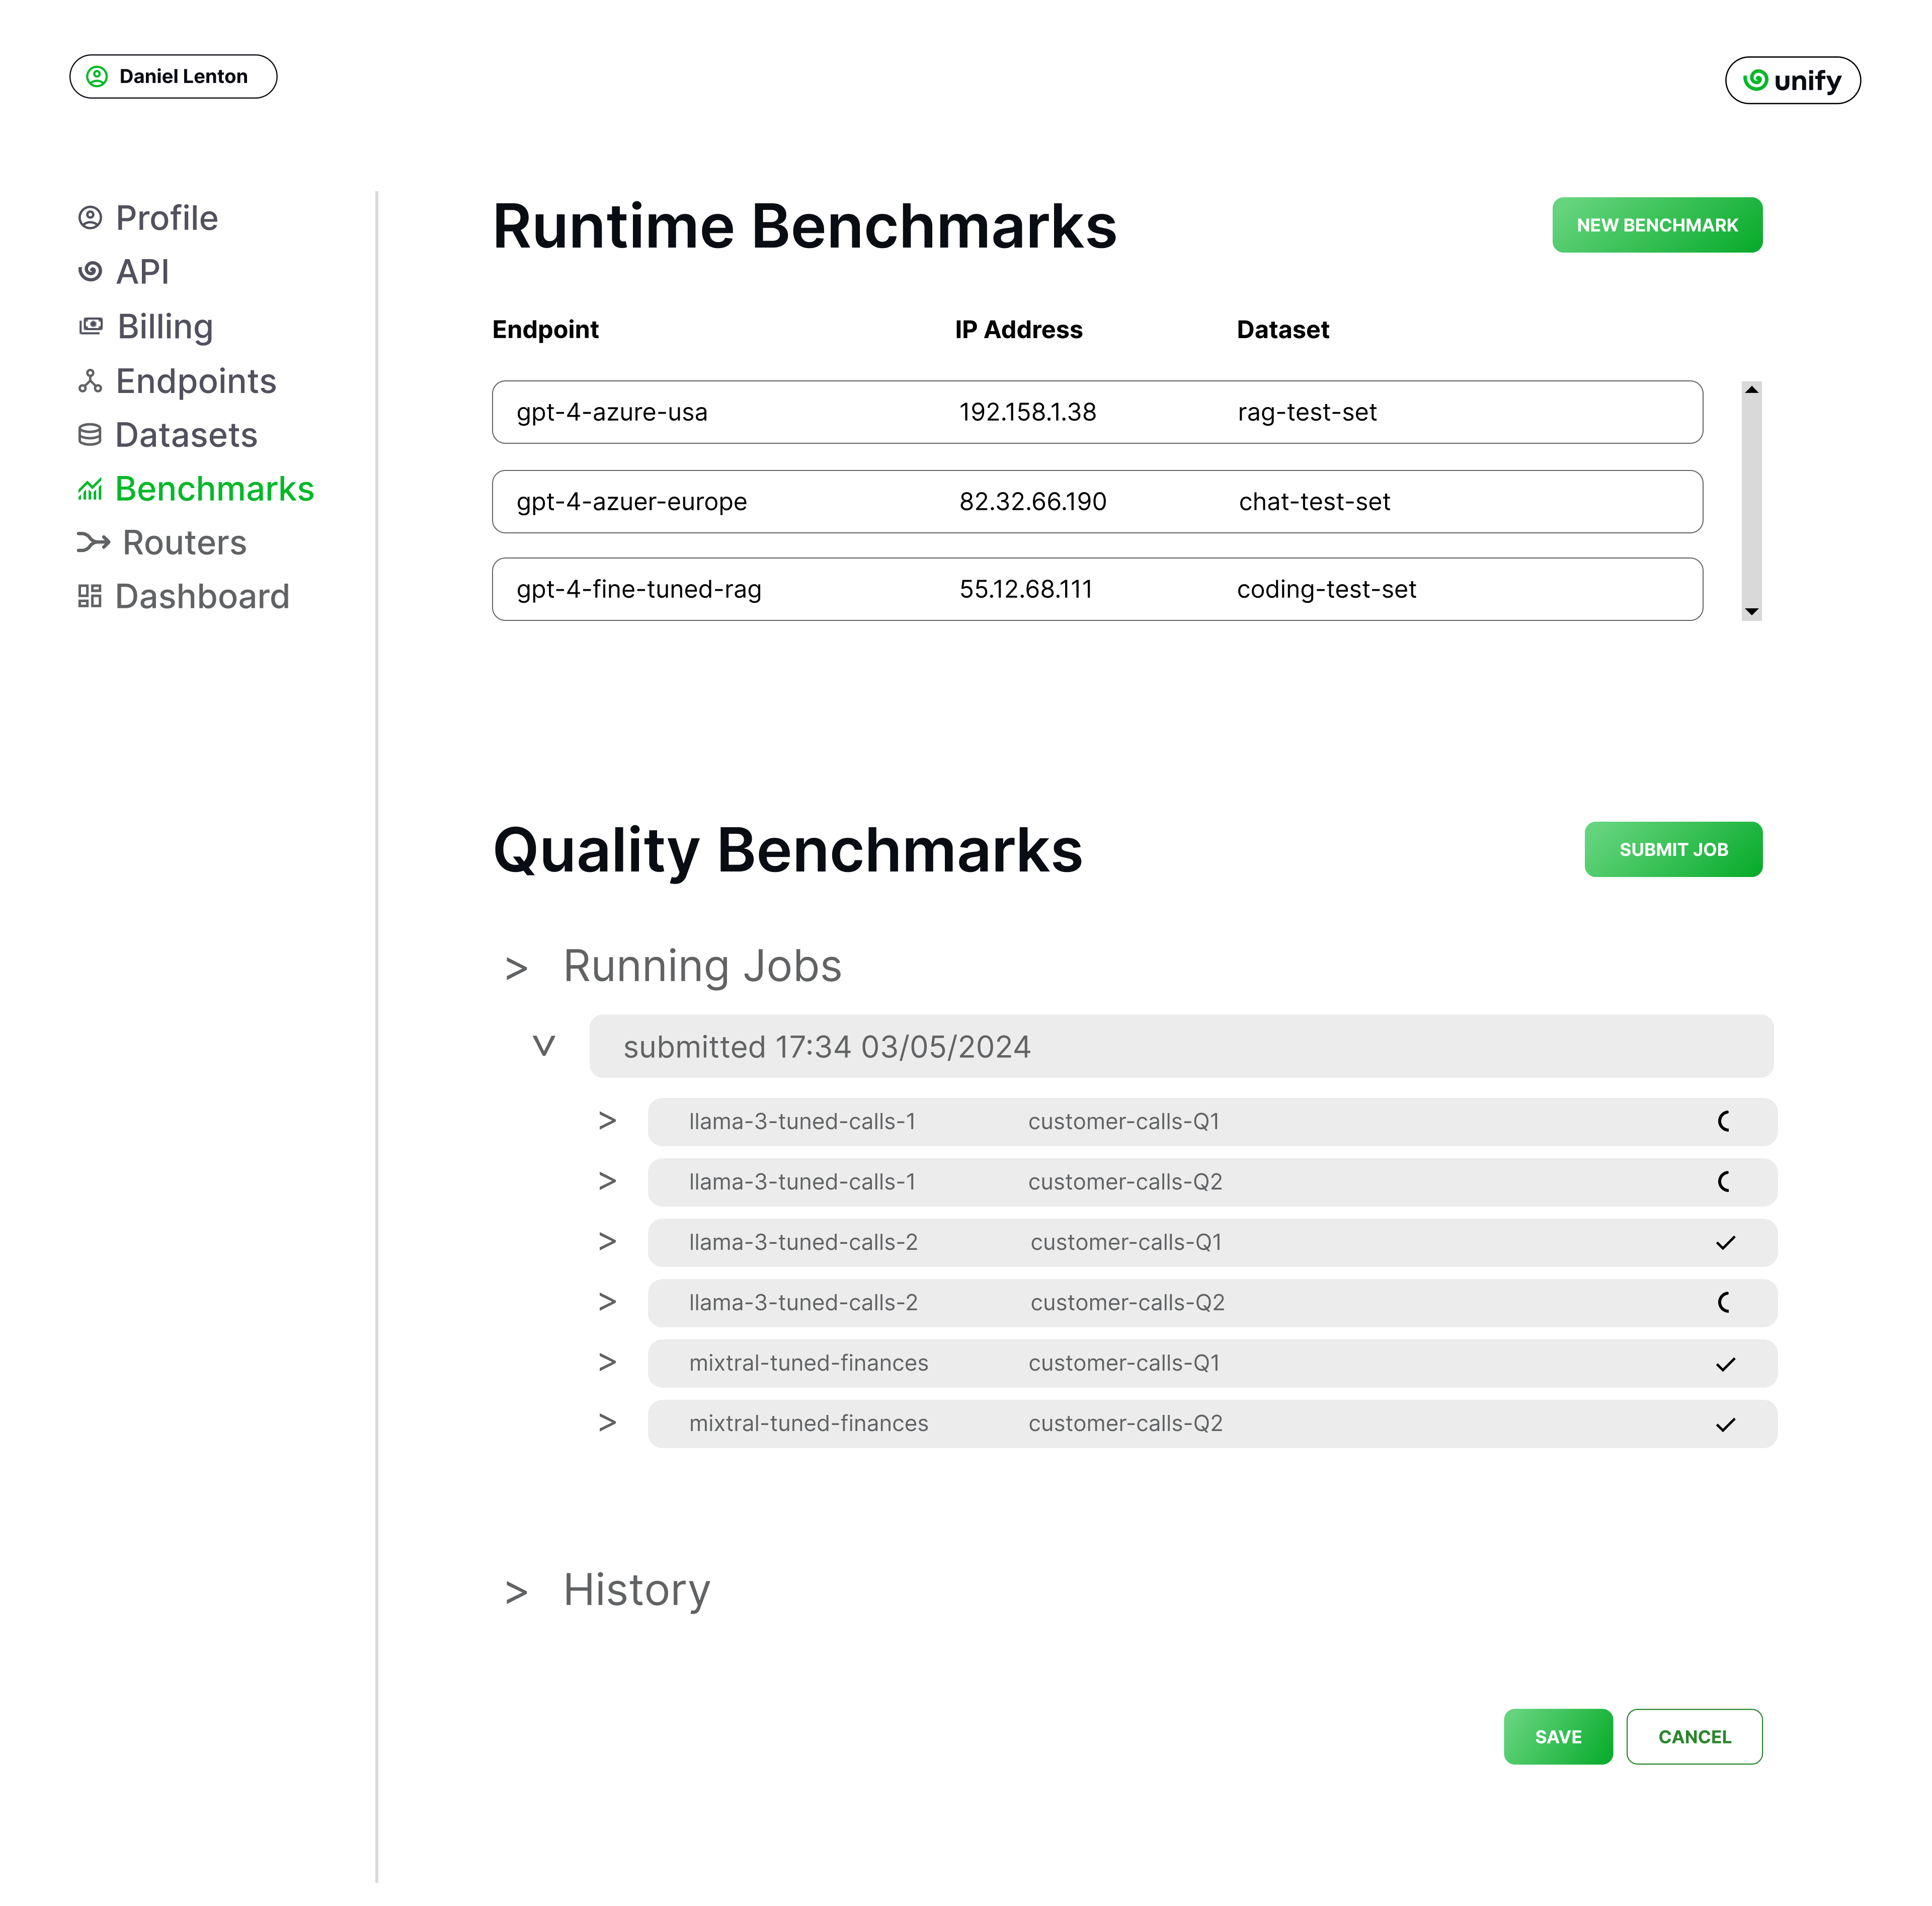 Daniel Lenton
unify
Profile
API
Billing
Endpoints
Datasets
Benchmarks
Routers
Dashboard
Runtime Benchmarks
NEW BENCHMARK
Endpoint IP Address Dataset
gpt-4-azure-usa 192.158.1.38 rag-test-set
gpt-4-azuer-europe 82.32.66.190 chat-test-set
gpt-4-fine-tuned-rag 55.12.68.111 coding-test-set
Quality Benchmarks
SUBMIT JOB
> Running Jobs
> submitted 17:34 03/05/2024
> llama-3-tuned-calls-1 customer-calls-Q1
> llama-3-tuned-calls-1 customer-calls-Q2
> llama-3-tuned-calls-2 customer-calls-Q1
> llama-3-tuned-calls-2 customer-calls-Q2
> mixtral-tuned-finances customer-calls-Q1
> mixtral-tuned-finances customer-calls-Q2
> History
SAVE CANCEL